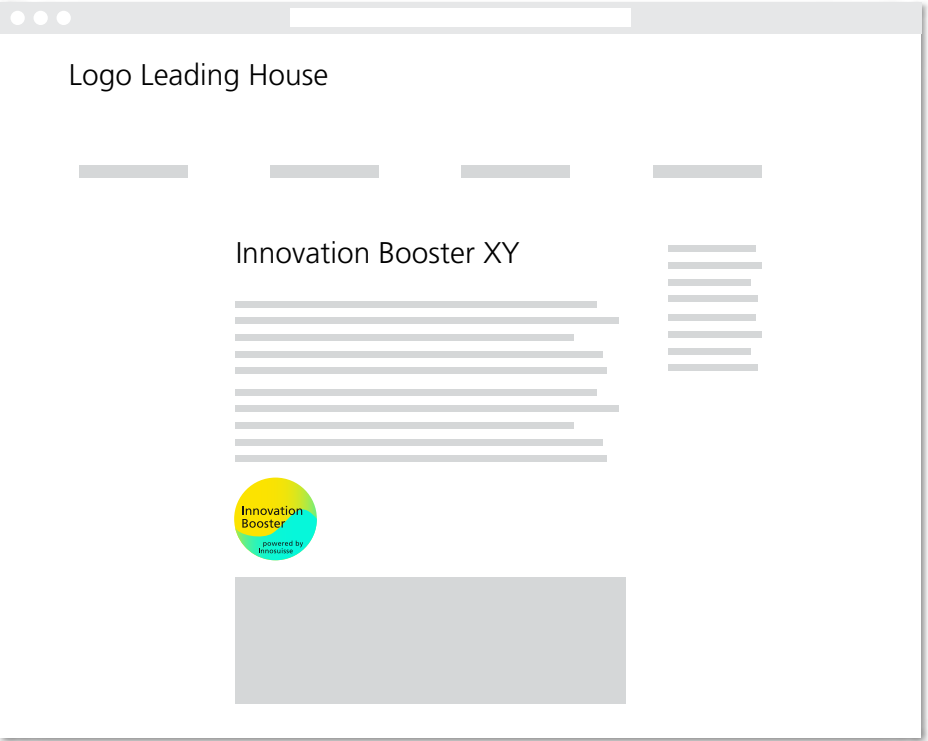 Logo Leading House
Innovation Booster XY
Innovation
Booster
powered by
Innosuisse